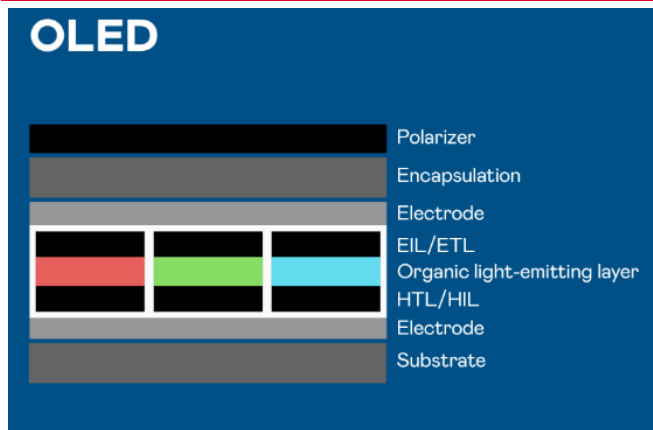 OLED
Polarizer
Encapsulation
Electrode
EIL/ETL
Organic light-emitting layer
HTL/HIL
Electrode
Substrate